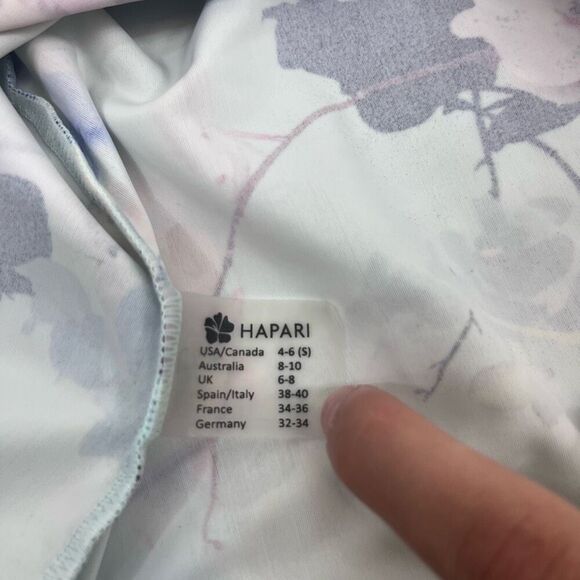 HAPARI
USA/Canada 4-6 (S)
Australia 8-10
UK 6-8
Spain/Italy 38-40
France 34-36
Germany 32-34